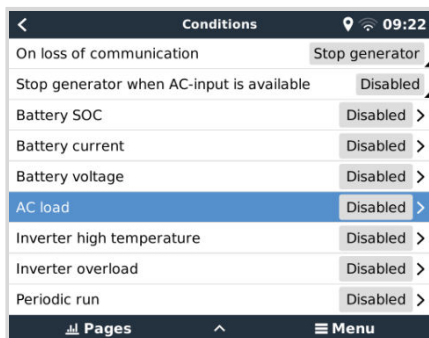 Conditions 09:22
On loss of communication Stop generator
Stop generator when AC-input is available Disabled
Battery SOC Disabled
Battery current Disabled
Battery voltage Disabled
AC load Disabled
Inverter high temperature Disabled
Inverter overload Disabled
Periodic run Disabled
Pages Menu